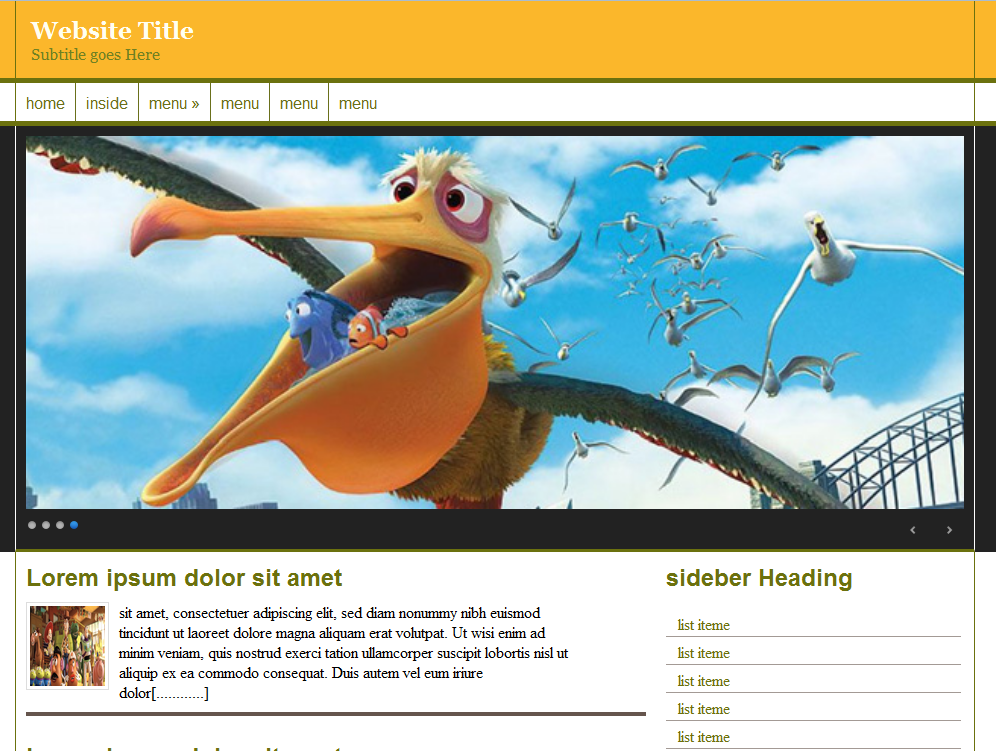 Website Title
Subtitle goes Here
home inside menu » menu menu menu
Lorem ipsum dolor sit amet
sit amet, consectetuer adipiscing elit, sed diam nonummy nibh euismod
tincidunt ut laoreet dolore magna aliquam erat volutpat. Ut wisi enim ad
minim veniam, quis nostrud exerci tation ullamcorper suscipit lobortis nisl ut
aliquip ex ea commodo consequat. Duis autem vel eum iriure
dolor[............]
sideber Heading
list iteme
list iteme
list iteme
list iteme
list iteme